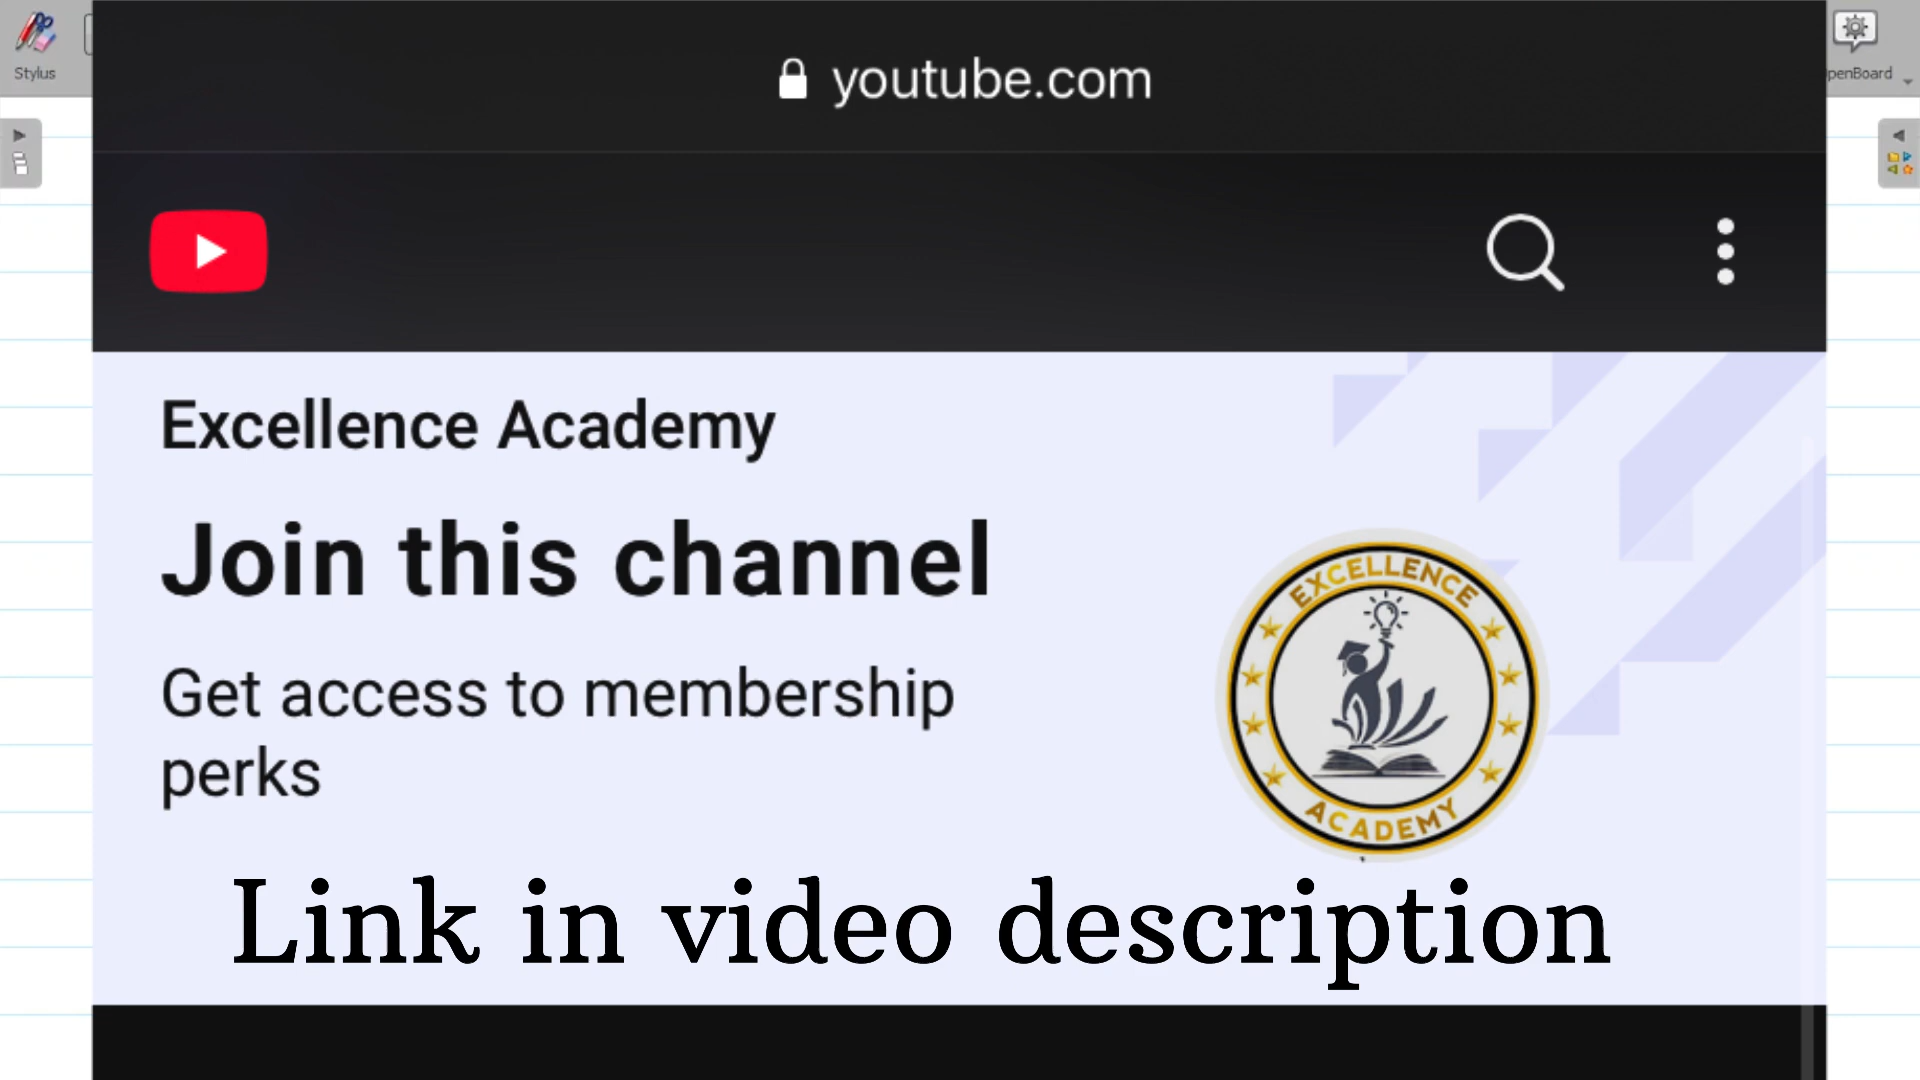 Stylus
penBoard
youtube.com
Excellence Academy
Join this channel
Get access to membership
perks
EXCELLENCE
ACADEMY
Link in video description